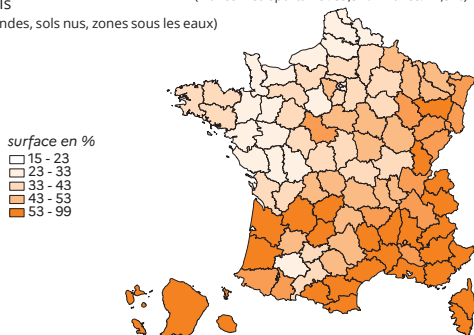 ls
ndes, sols nus, zones sous les eaux)
surface en %
15 - 23
23 - 33
33 - 43
43 - 53
53 - 99